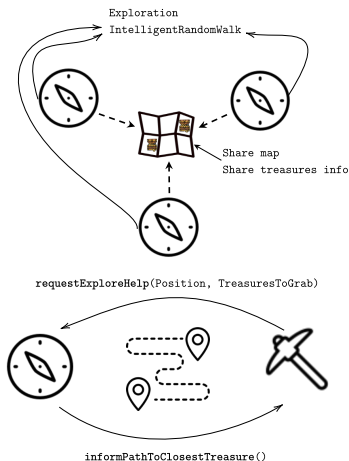 Exploration
IntelligentRandomWalk
Share map
Share treasures info
requestExploreHelp(Position, TreasuresToGrab)
informPathToClosestTreasure()